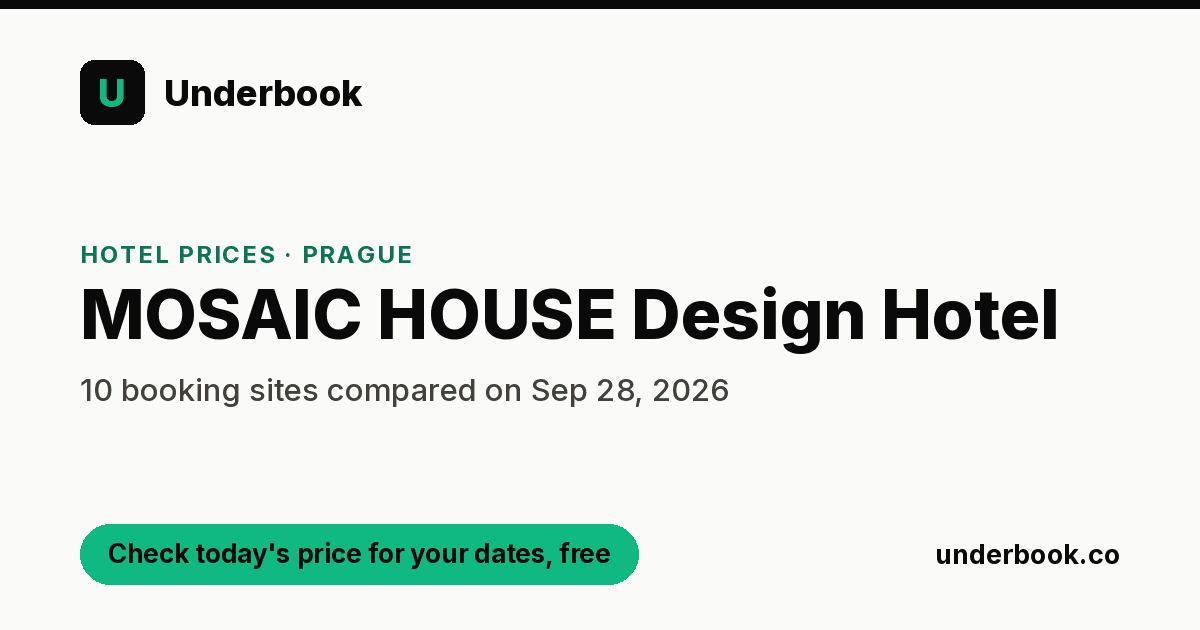 U Underbook
HOTEL PRICES · PRAGUE
MOSAIC HOUSE Design Hotel
10 booking sites compared on Sep 28, 2026
Check today's price for your dates, free
underbook.co